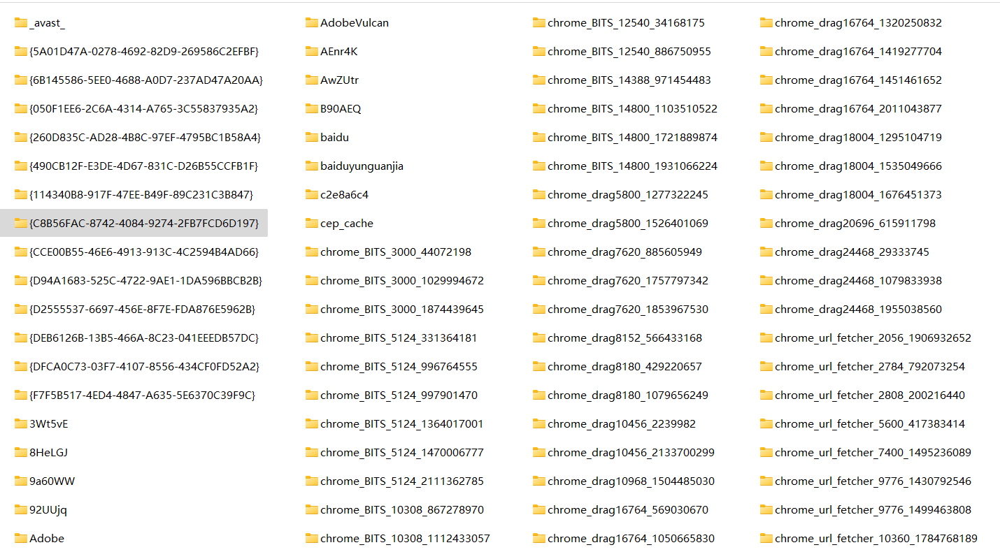 _avast_
{5A01D47A-0278-4692-82D9-269586C2EFBF}
{6B145586-5EE0-4688-A0D7-237AD47A20AA}
{050F1EE6-2C6A-4314-A765-3C55837935A2}
{260D835C-AD28-4B8C-97EF-4795BC1B58A4}
{490CB12F-E3DE-4D67-831C-D26B55CCFB1F}
{114340B8-917F-47EE-B49F-89C231C3B847}
{C8B56FAC-8742-4084-9274-2FB7FCD6D197}
{CCE00B55-46E6-4913-913C-4C2594B4AD66}
{D94A1683-525C-4722-9AE1-1DA596BBCB2B}
{D2555537-6697-456E-8F7E-FDA876E5962B}
{DEB6126B-13B5-466A-8C23-041EEEDB57DC}
{DFCA0C73-03F7-4107-8556-434CF0FD52A2}
{F7F5B517-4ED4-4847-A635-5E6370C39F9C}
3Wt5vE
8HeLGJ
9a60WW
92UUjq
Adobe
AdobeVulcan
AEnr4K
AwZUtr
B90AEQ
baidu
baiduyunguanjia
c2e8a6c4
cep_cache
chrome_BITS_3000_44072198
chrome_BITS_3000_1029994672
chrome_BITS_3000_1874439645
chrome_BITS_5124_331364181
chrome_BITS_5124_996764555
chrome_BITS_5124_997901470
chrome_BITS_5124_1364017001
chrome_BITS_5124_1470006777
chrome_BITS_5124_2111362785
chrome_BITS_10308_867278970
chrome_BITS_10308_1112433057
chrome_BITS_12540_34168175
chrome_BITS_12540_886750955
chrome_BITS_14388_971454483
chrome_BITS_14800_1103510522
chrome_BITS_14800_1721889874
chrome_BITS_14800_1931066224
chrome_drag5800_1277322245
chrome_drag5800_1526401069
chrome_drag7620_885605949
chrome_drag7620_1757797342
chrome_drag7620_1853967530
chrome_drag8152_566433168
chrome_drag8180_429220657
chrome_drag8180_1079656249
chrome_drag10456_2239982
chrome_drag10456_2133700299
chrome_drag10968_1504485030
chrome_drag16764_569030670
chrome_drag16764_1050665830
chrome_drag16764_1320250832
chrome_drag16764_1419277704
chrome_drag16764_1451461652
chrome_drag16764_2011043877
chrome_drag18004_1295104719
chrome_drag18004_1535049666
chrome_drag18004_1676451373
chrome_drag20696_615911798
chrome_drag24468_29333745
chrome_drag24468_1079833938
chrome_drag24468_1955038560
chrome_url_fetcher_2056_1906932652
chrome_url_fetcher_2784_792073254
chrome_url_fetcher_2808_200216440
chrome_url_fetcher_5600_417383414
chrome_url_fetcher_7400_1495236089
chrome_url_fetcher_9776_1430792546
chrome_url_fetcher_9776_1499463808
chrome_url_fetcher_10360_1784768189